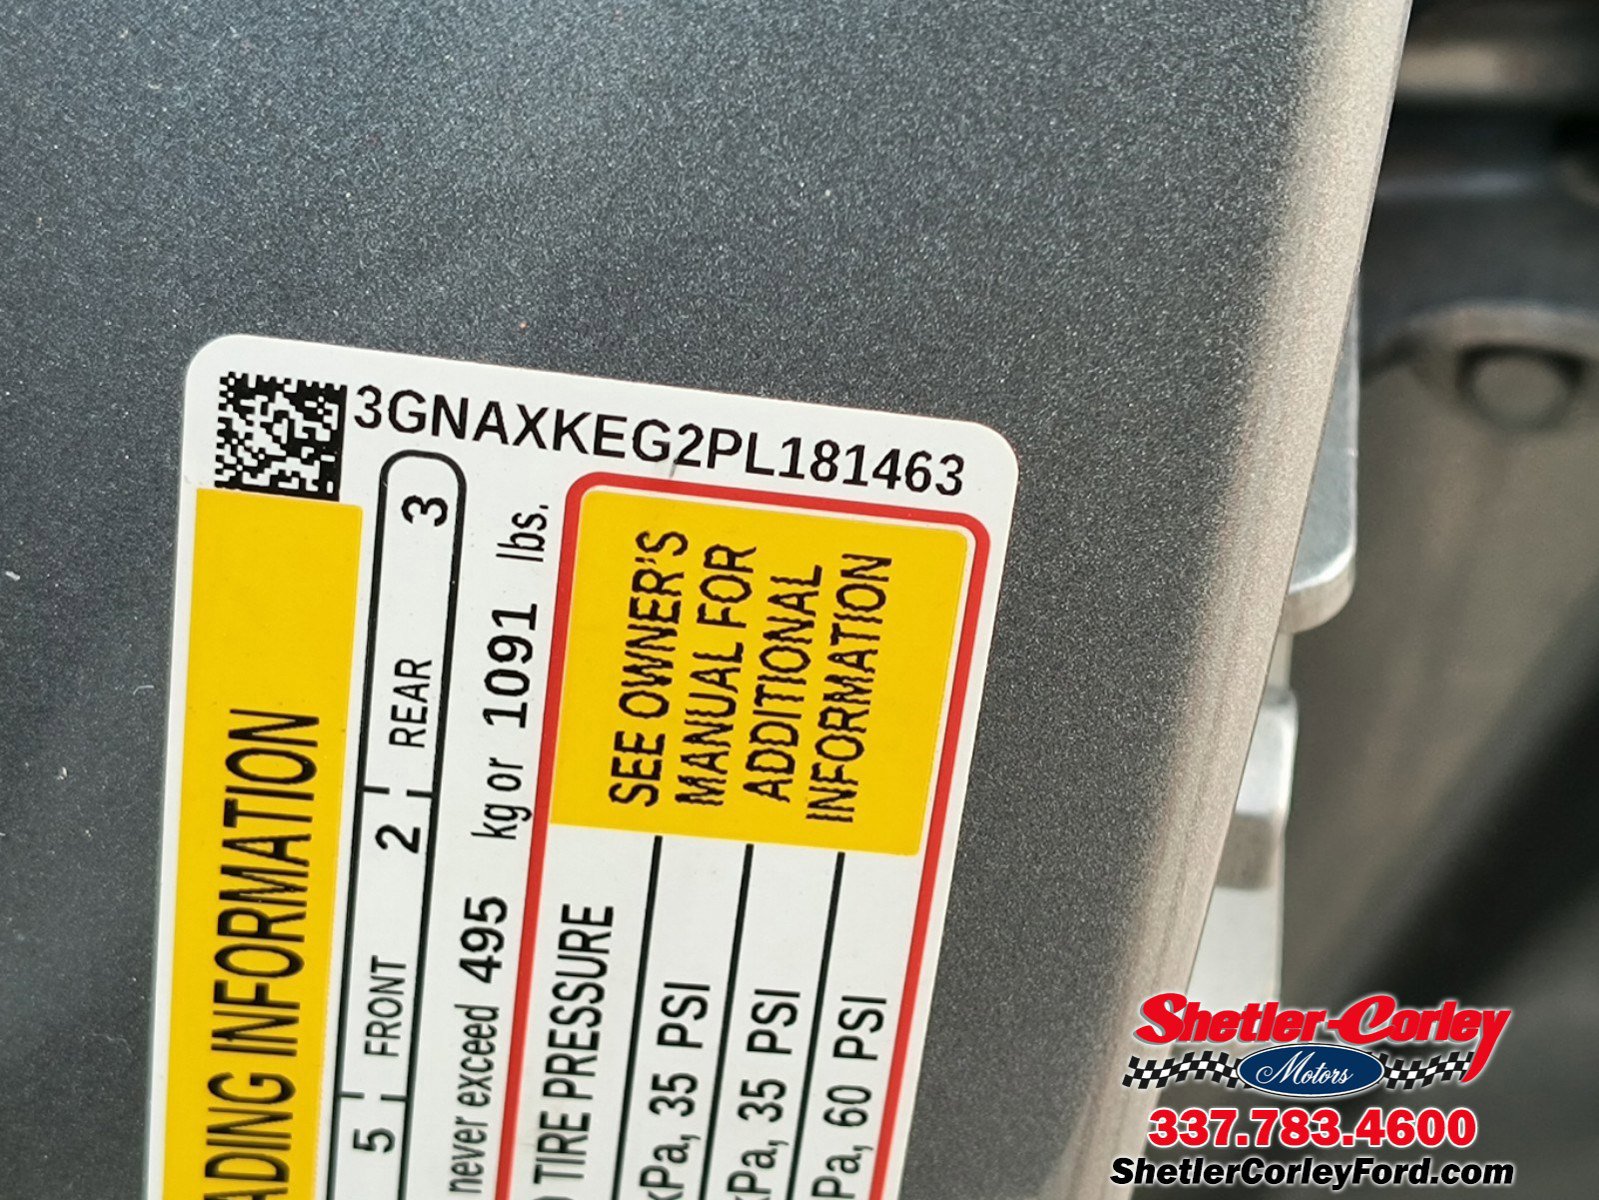 3GNAXKEG2PL181463
ADING INFORMATION
5 FRONT 2 REAR 3
never exceed 495 kg or 1091 lbs.
TIRE PRESSURE
SEE OWNER'S
MANUAL FOR
ADDITIONAL
INFORMATION
kPa, 35 PSI
kPa, 35 PSI
Pa, 60 PSI
Shetler-Corley
Motors
337.783.4600
ShetlerCorleyFord.com